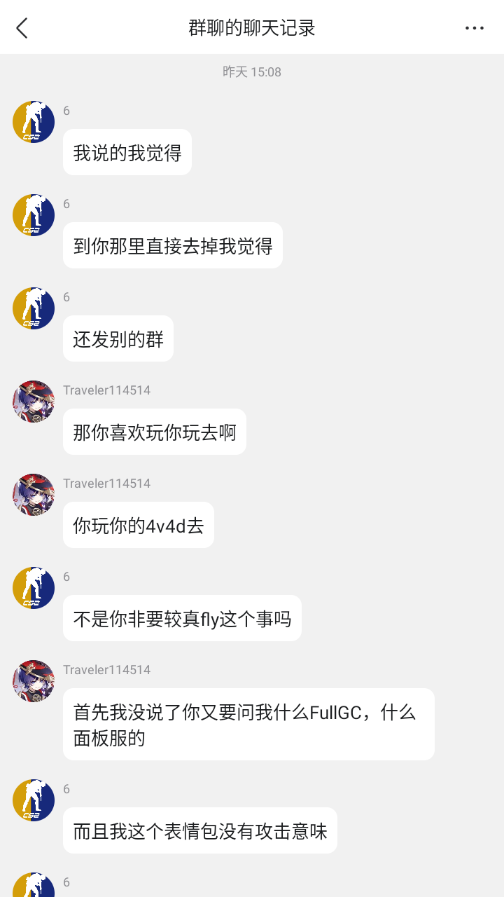 群聊的聊天记录
昨天 15:08
6
我说的我觉得
6
到你那里直接去掉我觉得
6
还发别的群
Traveler114514
那你喜欢玩你玩去啊
Traveler114514
你玩你的4v4d去
6
不是你非要较真fly这个事吗
Traveler114514
首先我没说了你又要问我什么FullGC，什么
面板服的
6
而且我这个表情包没有攻击意味
6